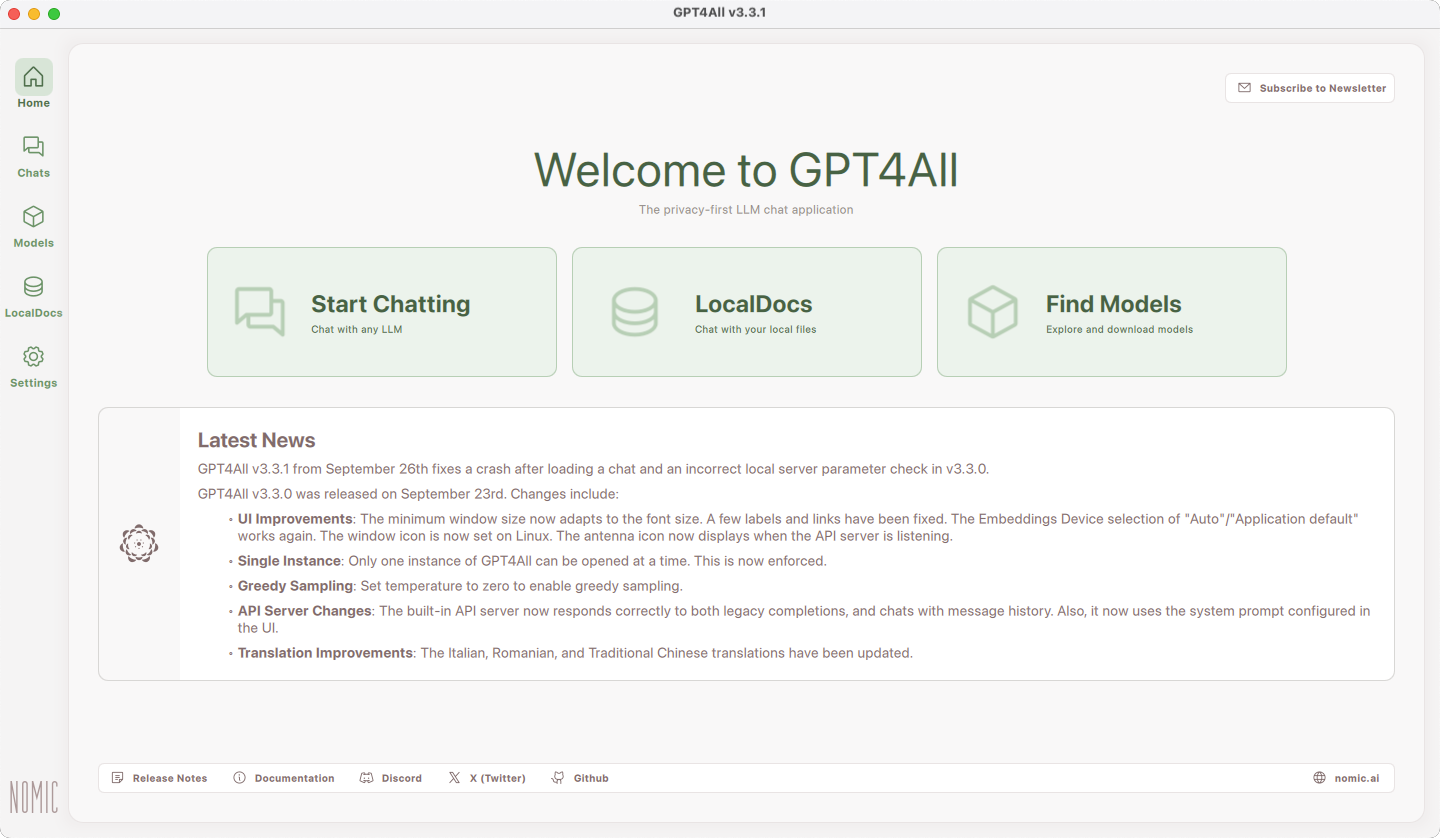 GPT4All v3.3.1
Home
Chats
Models
LocalDocs
Settings
Subscribe to Newsletter
Welcome to GPT4All
The privacy-first LLM chat application
Start Chatting
Chat with any LLM
LocalDocs
Chat with your local files
Find Models
Explore and download models
Latest News
GPT4All v3.3.1 from September 26th fixes a crash after loading a chat and an incorrect local server parameter check in v3.3.0.
GPT4All v3.3.0 was released on September 23rd. Changes include:
◦ UI Improvements: The minimum window size now adapts to the font size. A few labels and links have been fixed. The Embeddings Device selection of "Auto"/"Application default"
works again. The window icon is now set on Linux. The antenna icon now displays when the API server is listening.
◦ Single Instance: Only one instance of GPT4All can be opened at a time. This is now enforced.
◦ Greedy Sampling: Set temperature to zero to enable greedy sampling.
◦ API Server Changes: The built-in API server now responds correctly to both legacy completions, and chats with message history. Also, it now uses the system prompt configured in
the UI.
◦ Translation Improvements: The Italian, Romanian, and Traditional Chinese translations have been updated.
Release Notes
Documentation
Discord
X (Twitter)
Github
nomic.ai
NOMIC